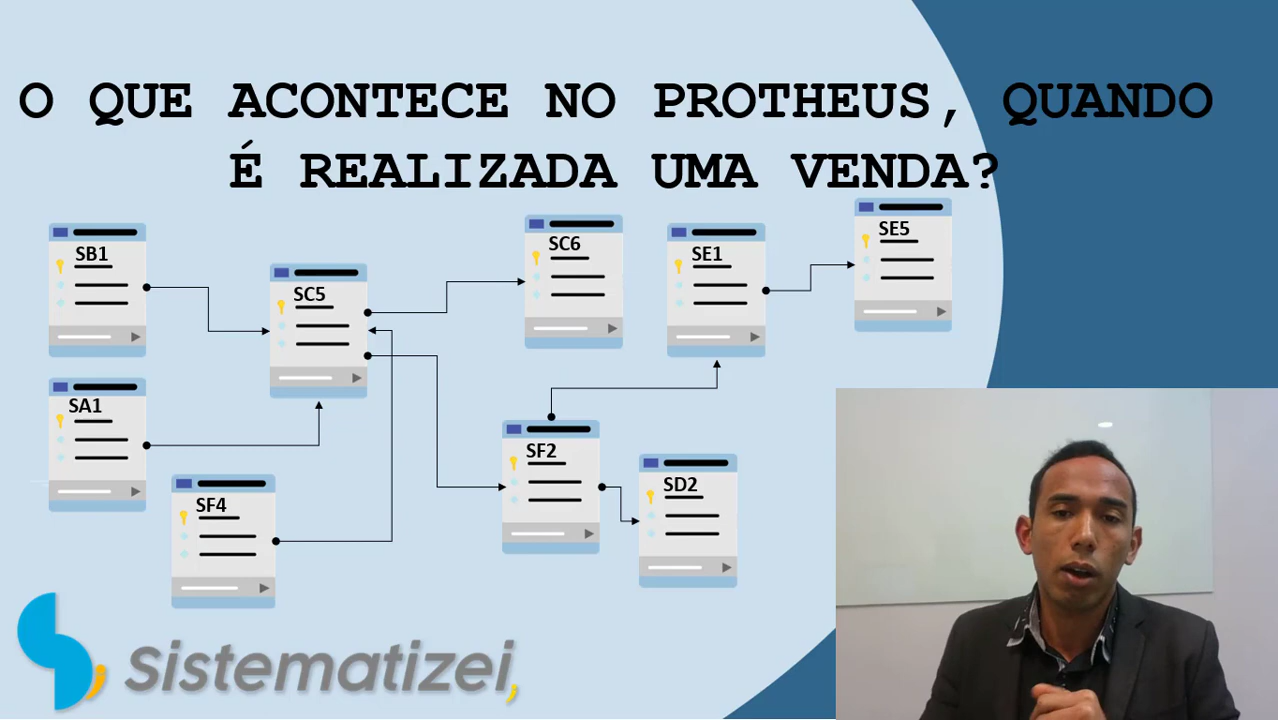 O QUE ACONTECE NO PROTHEUS, QUANDO
É REALIZADA UMA VENDA?
SB1
SC5
SC6
SE1
SE5
SA1
SF4
SF2
SD2
Sistematizei,